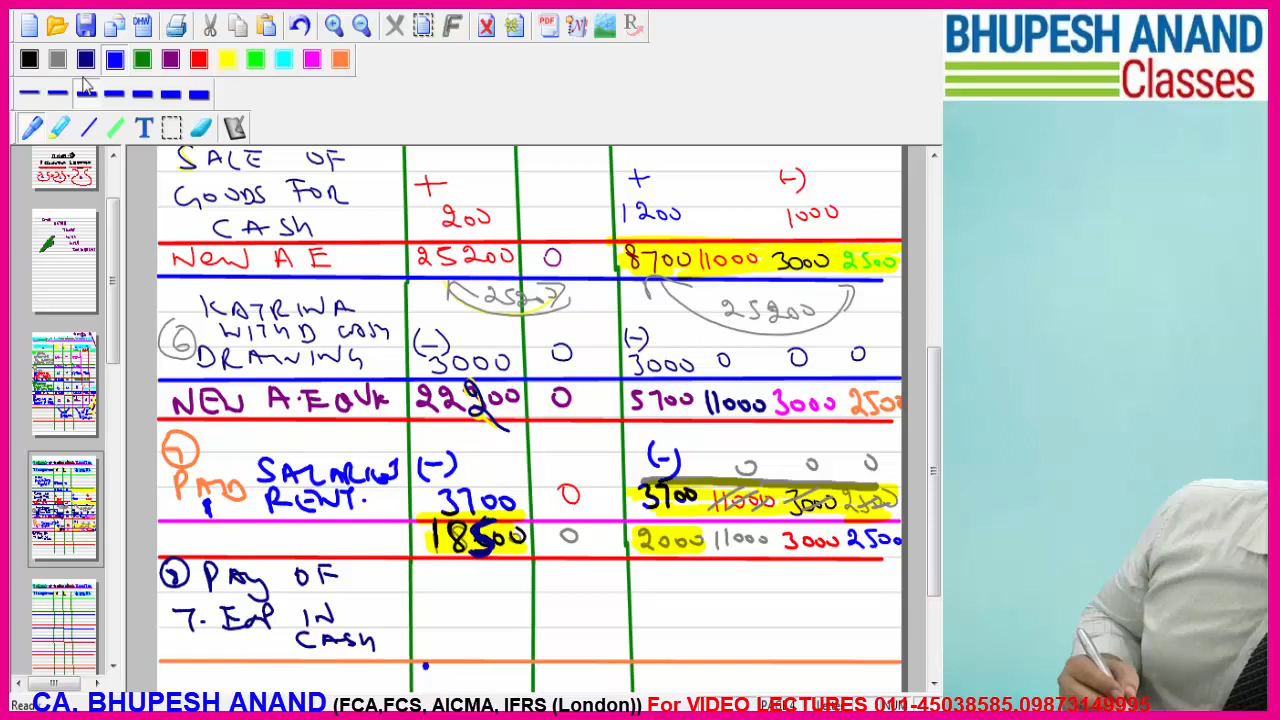 BHUPESH ANAND
Classes
SALE OF
GOODS FOR
CASH
+
200
+
1200
(-)
1000
NEW A E 25200 0 8700 11000 3000 2500
25200
25200
6 KATRINA
WITHD CASH
DRAWING
(-)
3000 0
(-)
3000 0 0 0
NEW A.E QUA 22200 0 5700 11000 3000 2500
7 PAID SALARIES
RENT.
(-)
3700 0
(-) 0 0 0
3700 11000 3000 2500
18500 0 2000 11000 3000 2500
8 PAY OF
T. EXP IN
CASH
CA. BHUPESH ANAND (FCA,FCS, AICMA, IFRS (London)) For VIDEO LECTURES 011-45038585,09873149995